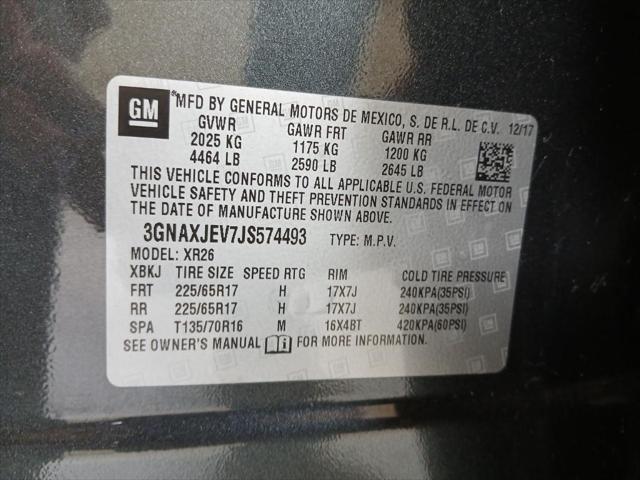 GM
*MFD BY GENERAL MOTORS DE MEXICO, S. DE R.L. DE C.V. 12/17
GVWR GAWR FRT GAWR RR
2025 KG 1175 KG 1200 KG
4464 LB 2590 LB 2645 LB
THIS VEHICLE CONFORMS TO ALL APPLICABLE U.S. FEDERAL MOTOR
VEHICLE SAFETY AND THEFT PREVENTION STANDARDS IN EFFECT ON
THE DATE OF MANUFACTURE SHOWN ABOVE.
3GNAXJEV7JS574493 TYPE: M.P.V.
MODEL: XR26
XBKJ TIRE SIZE SPEED RTG RIM COLD TIRE PRESSURE
FRT 225/65R17 H 17X7J 240KPA(35PSI)
RR 225/65R17 H 17X7J 240KPA(35PSI)
SPA T135/70R16 M 16X4BT 420KPA(60PSI)
SEE OWNER'S MANUAL FOR MORE INFORMATION.